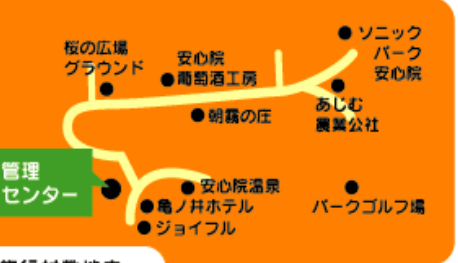 ソニック
パーク
安心院
桜の広場
グラウンド
安心院
葡萄酒工房
あじむ
農業公社
朝霧の庄
管理
センター
安心院温泉
亀ノ井ホテル
ジョイフル
パークゴルフ場